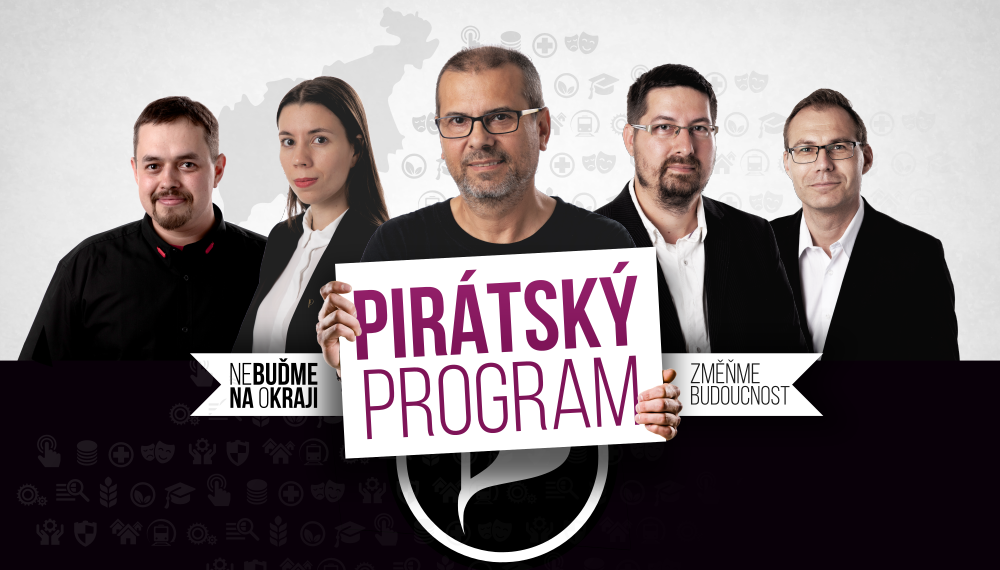 PIRÁTSKÝ
PROGRAM
NEBUĎME
NA OKRAJI
ZMĚŇME
BUDOUCNOST